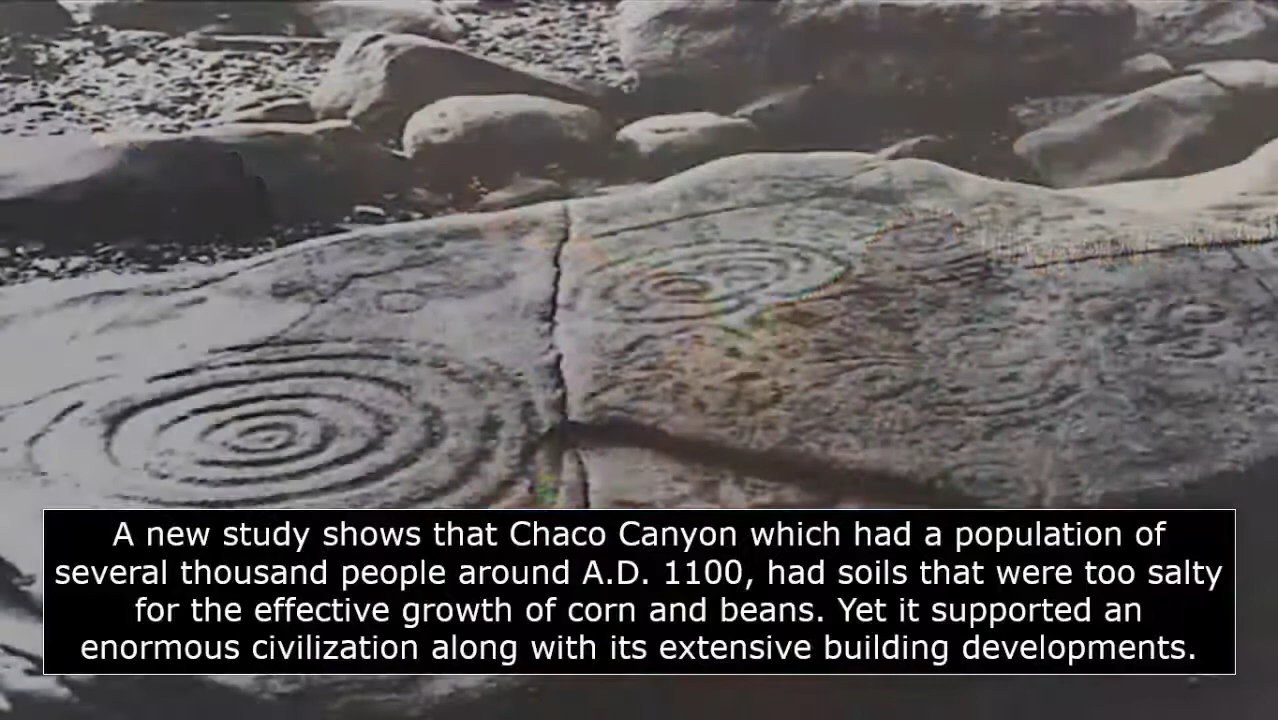 A new study shows that Chaco Canyon which had a population of
several thousand people around A.D. 1100, had soils that were too salty
for the effective growth of corn and beans. Yet it supported an
enormous civilization along with its extensive building developments.